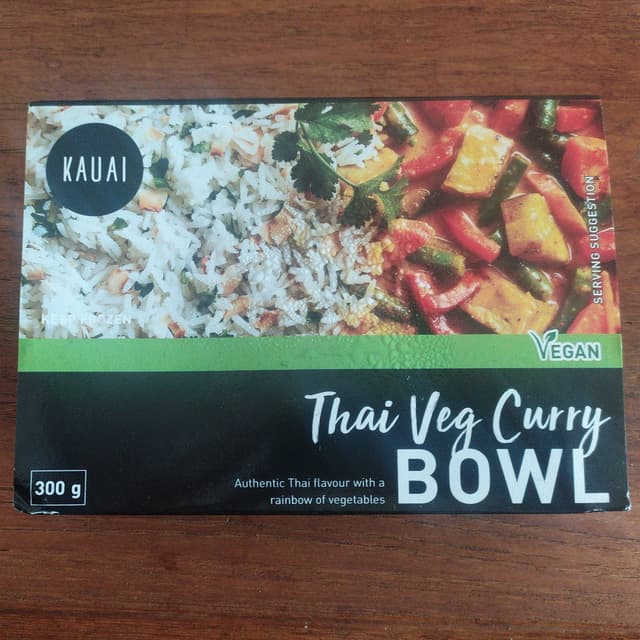 KAUAI
SERVING SUGGESTION
KEEP FROZEN
VEGAN
Thai Veg Curry
BOWL
Authentic Thai flavour with a
rainbow of vegetables
300 g